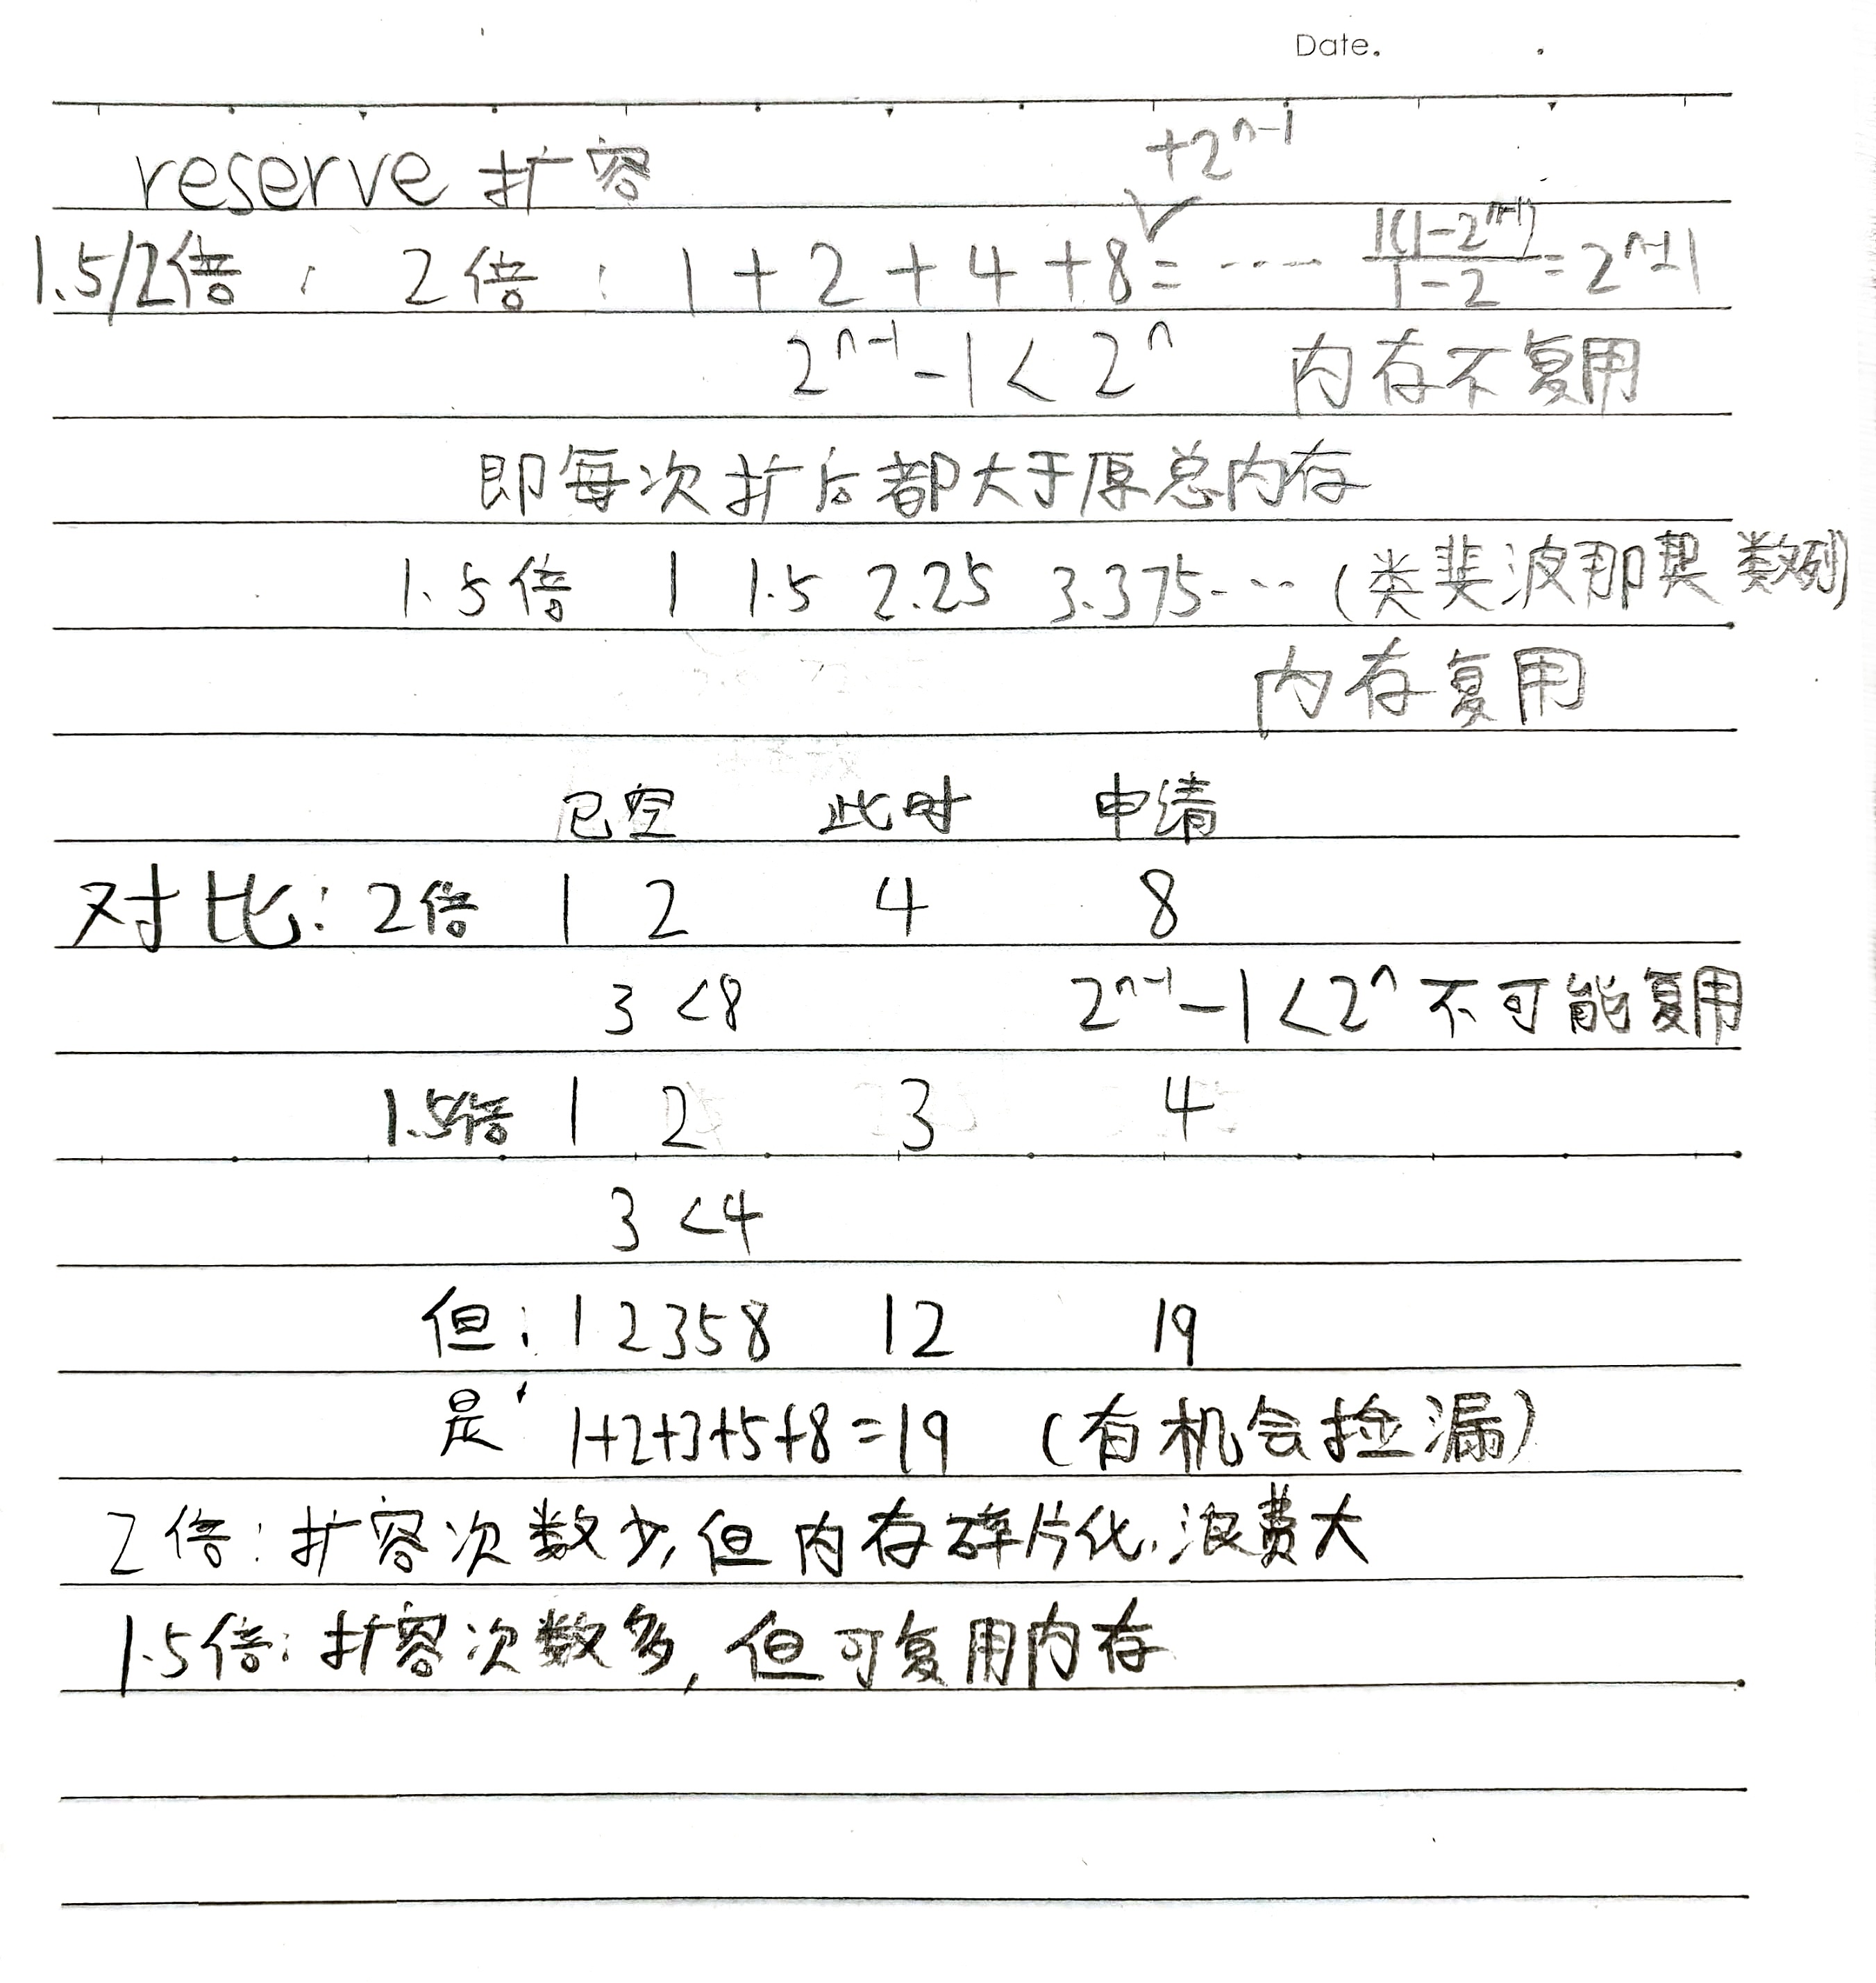 Date.
reserve 扩容
+2^{n-1}
1.5/2倍: 2倍: 1+2+4+8= ···· \frac{1(1-2^{n-1})}{1-2}=2^{n-1}-1
2^{n-1}-1<2^n 内存不复用
即每次扩后都大于原总内存
1.5倍 1 1.5 2.25 3.375··· (类斐波那契数列)
内存复用
已空 此时 申请
对比: 2倍 1 2 4 8
3<8 2^{n-1}-1<2^n 不可能复用
1.5倍 1 2 3 4
3<4
但: 1 2 3 5 8 12 19
是: 1+2+3+5+8=19 (有机会捡漏)
2倍: 扩容次数少,但内存碎片化,浪费大
1.5倍: 扩容次数多,但可复用内存